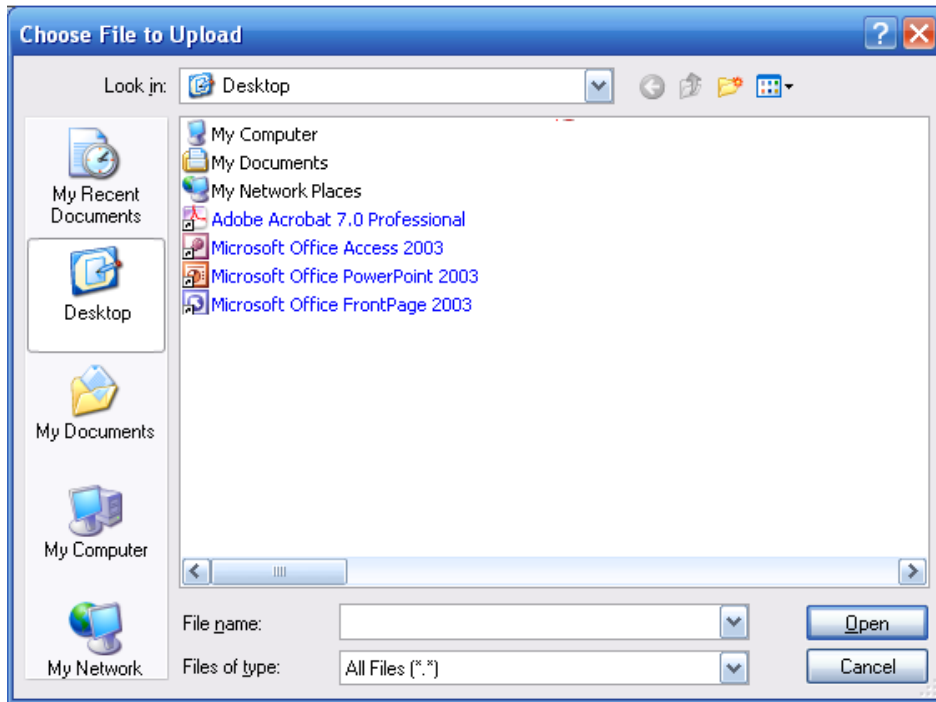 Choose File to Upload
Look in: Desktop
My Recent
Documents
Desktop
My Documents
My Computer
My Network
My Computer
My Documents
My Network Places
Adobe Acrobat 7.0 Professional
Microsoft Office Access 2003
Microsoft Office PowerPoint 2003
Microsoft Office FrontPage 2003
File name:
Open
Files of type: All Files (*.*)
Cancel